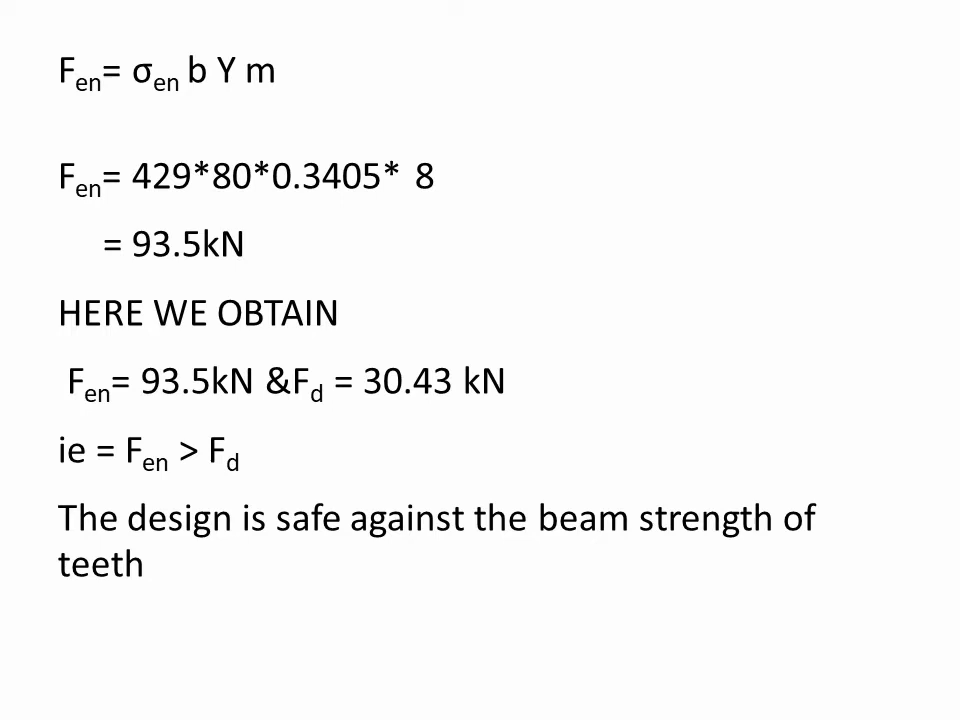 Fen= σen b Y m
Fen= 429*80*0.3405* 8
= 93.5kN
HERE WE OBTAIN
Fen= 93.5kN &Fd = 30.43 kN
ie = Fen > Fd
The design is safe against the beam strength of
teeth